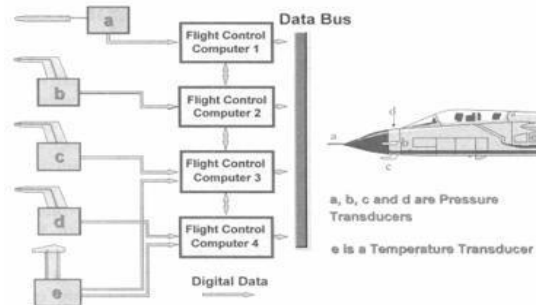 Data Bus
a
Flight Control
Computer 1
b
Flight Control
Computer 2
c
Flight Control
Computer 3
d
Flight Control
Computer 4
e
Digital Data
d
a
b
c
a, b, c and d are Pressure
Transducers
e is a Temperature Transducer